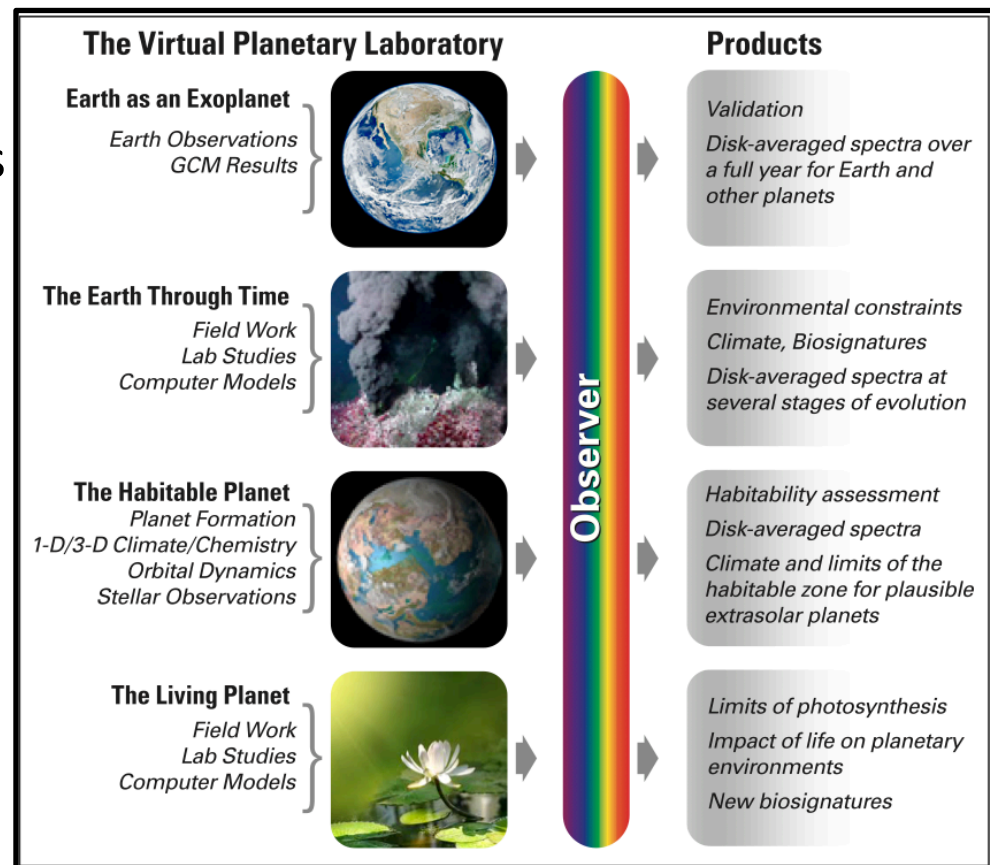 The Virtual Planetary Laboratory
Products
s
Earth as an Exoplanet
Earth Observations
GCM Results
Validation
Disk-averaged spectra over
a full year for Earth and
other planets
The Earth Through Time
Field Work
Lab Studies
Computer Models
Environmental constraints
Climate, Biosignatures
Disk-averaged spectra at
several stages of evolution
Observer
The Habitable Planet
Planet Formation
1-D/3-D Climate/Chemistry
Orbital Dynamics
Stellar Observations
Habitability assessment
Disk-averaged spectra
Climate and limits of the
habitable zone for plausible
extrasolar planets
The Living Planet
Field Work
Lab Studies
Computer Models
Limits of photosynthesis
Impact of life on planetary
environments
New biosignatures